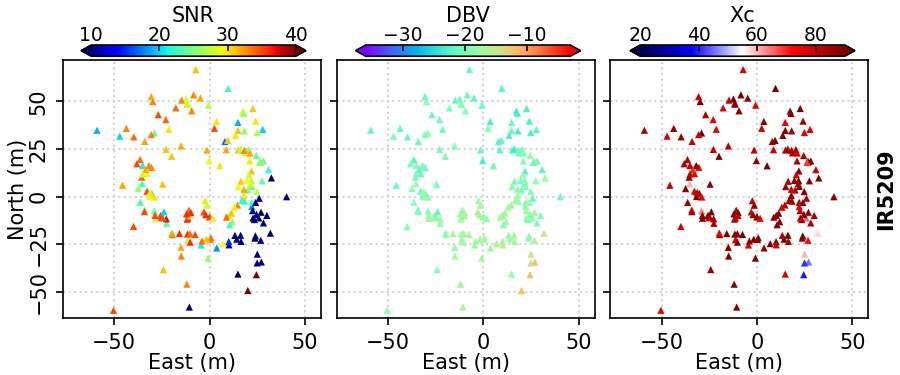 SNR DBV Xc
10 20 30 40 −30 −20 −10 20 40 60 80
North (m)
50
25
0
−25
−50
IR5209
−50 0 50 −50 0 50 −50 0 50
East (m) East (m) East (m)